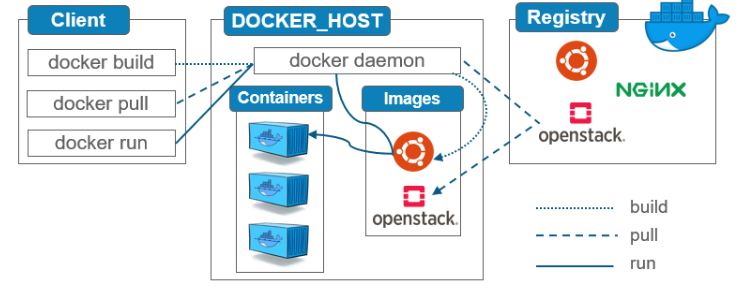 Client
docker build
docker pull
docker run
DOCKER_HOST
docker daemon
Containers
Images
openstack.
Registry
NGINX
openstack.
build
pull
run